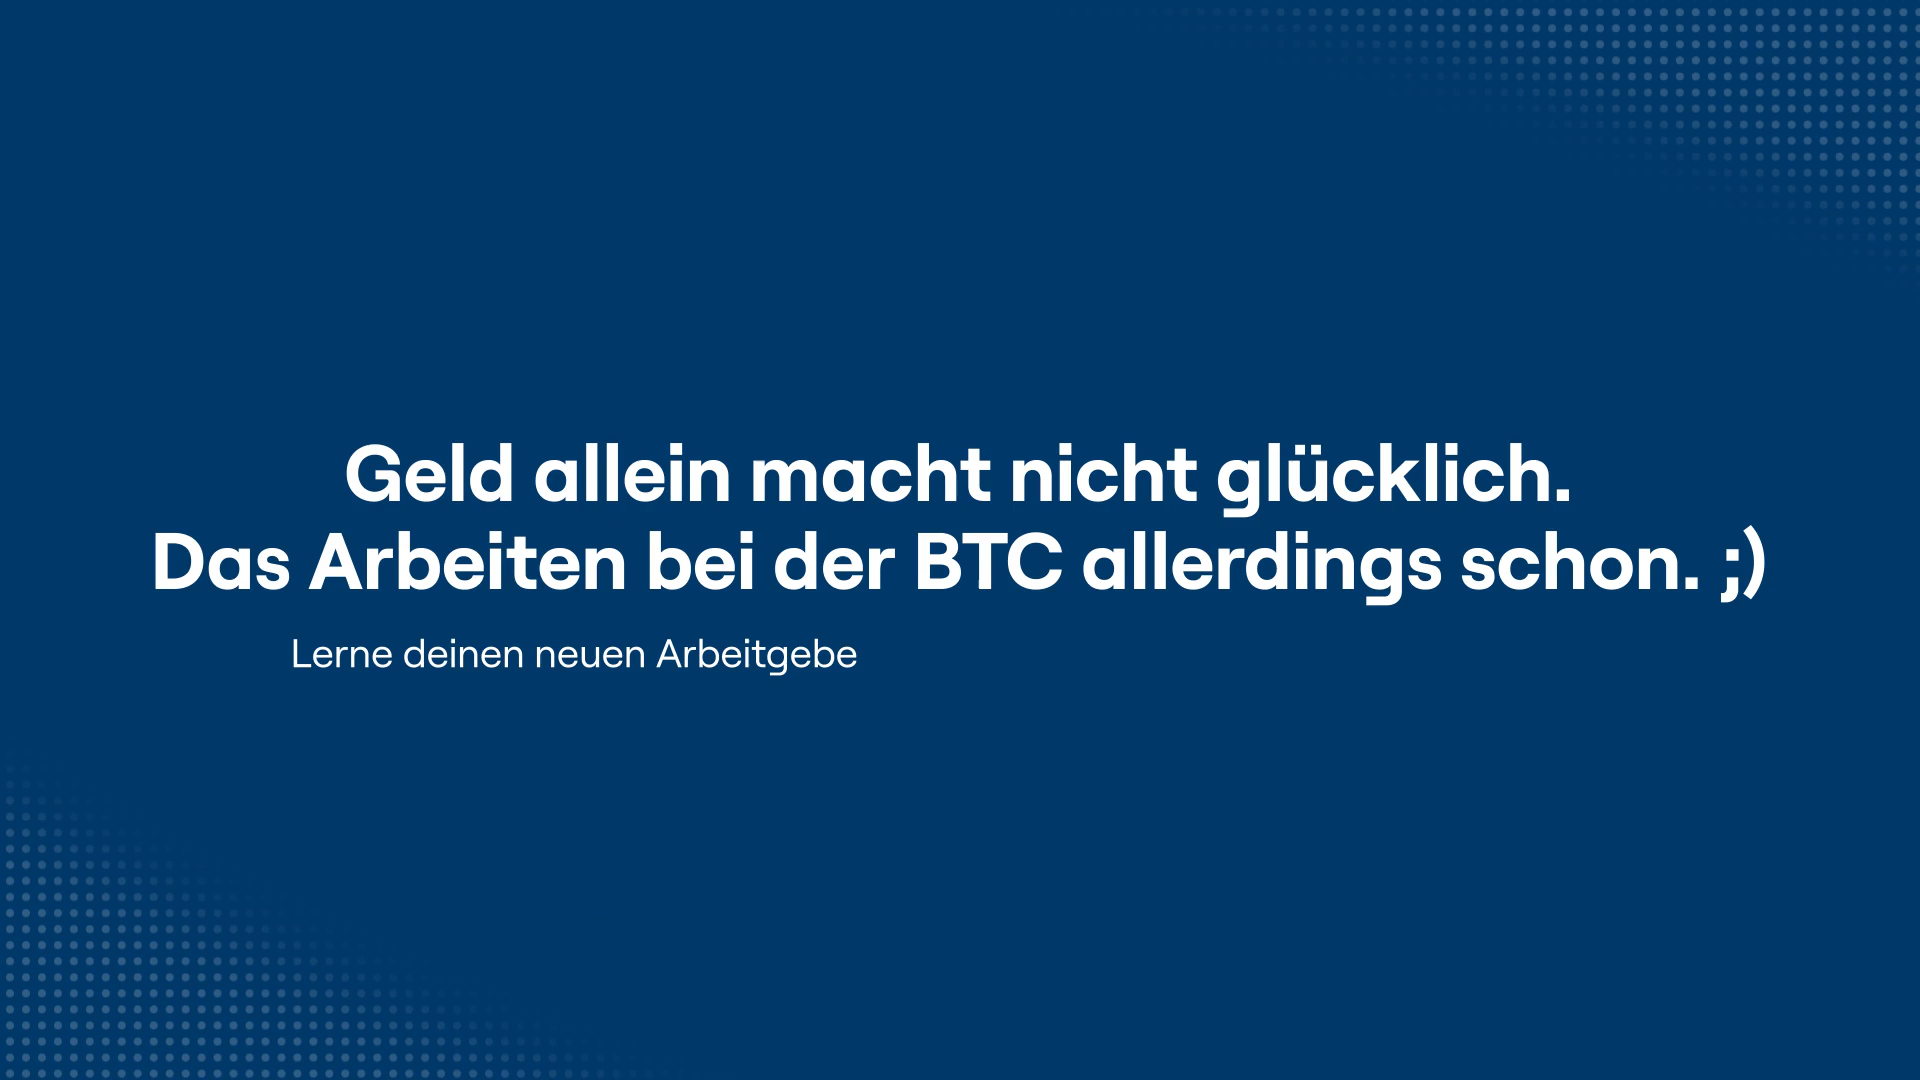 Geld allein macht nicht glücklich.
Das Arbeiten bei der BTC allerdings schon. ;)
Lerne deinen neuen Arbeitgebe